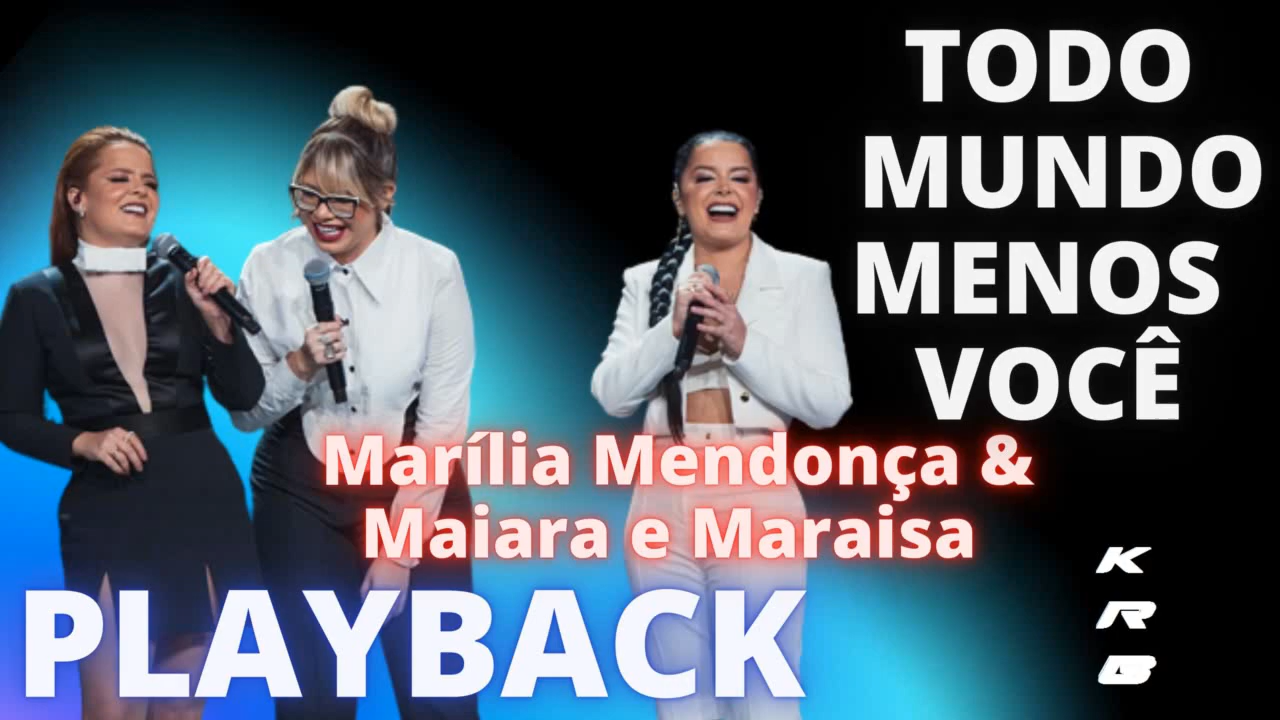 TODO
MUNDO
MENOS
VOCÊ
Marília Mendonça &
Maiara e Maraisa
PLAYBACK
K
R
B